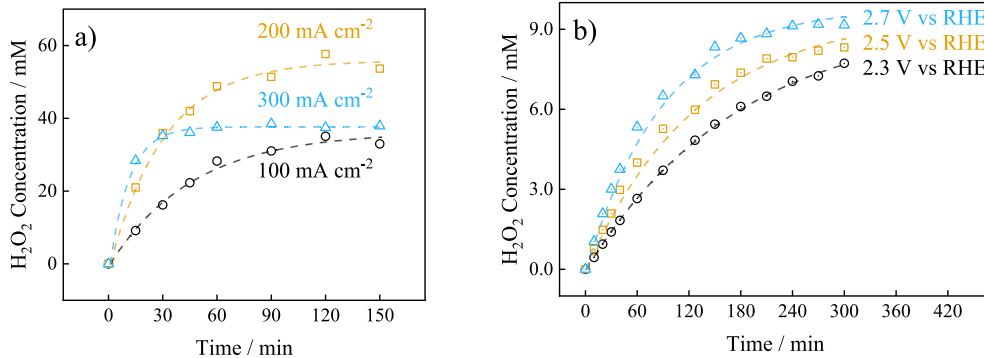 a)
200 mA cm⁻²
300 mA cm⁻²
100 mA cm⁻²
H₂O₂ Concentration / mM
60
40
20
0
0 30 60 90 120 150
Time / min
b)
2.7 V vs RHE
2.5 V vs RHE
2.3 V vs RHE
H₂O₂ Concentration / mM
9.0
6.0
3.0
0.0
0 60 120 180 240 300 360 420
Time / min